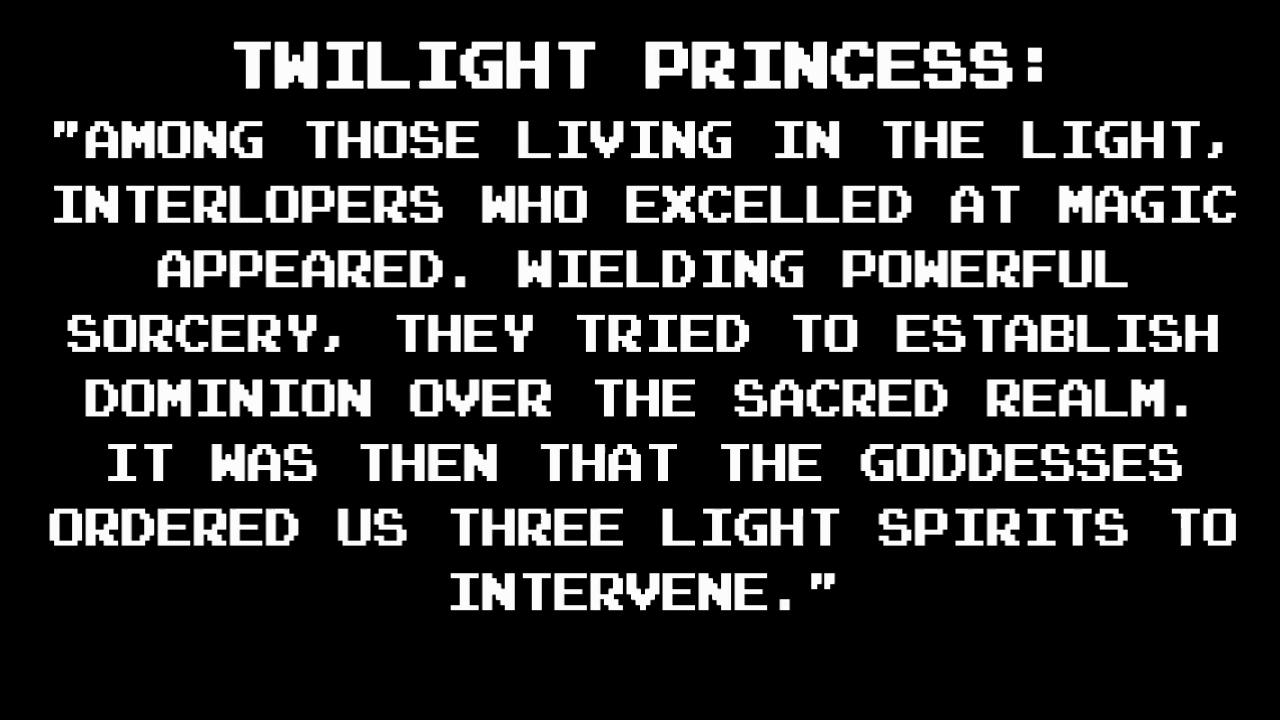 TWILIGHT PRINCESS:
"AMONG THOSE LIVING IN THE LIGHT,
INTERLOPERS WHO EXCELLED AT MAGIC
APPEARED. WIELDING POWERFUL
SORCERY, THEY TRIED TO ESTABLISH
DOMINION OVER THE SACRED REALM.
IT WAS THEN THAT THE GODDESSES
ORDERED US THREE LIGHT SPIRITS TO
INTERVENE."